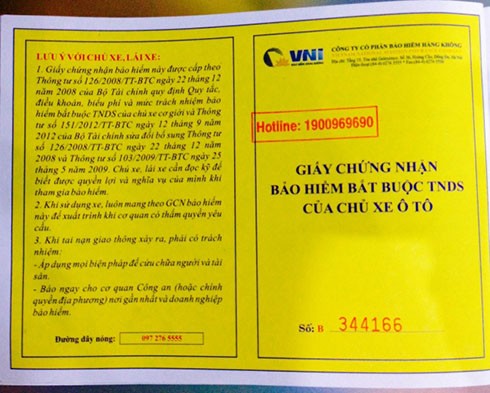 LƯU Ý VỚI CHỦ XE, LÁI XE:
1. Giấy chứng nhận bảo hiểm này được cấp theo
Thông tư số 126/2008/TT-BTC ngày 22 tháng 12
năm 2008 của Bộ Tài chính quy định Quy tắc,
điều khoản, biểu phí và mức trách nhiệm bảo
hiểm bắt buộc TNDS của chủ xe cơ giới và Thông
tư số 151/2012/TT-BTC ngày 12 tháng 9 năm
2012 của Bộ Tài chính sửa đổi bổ sung Thông tư
số 126/2008/TT-BTC ngày 22 tháng 12 năm
2008 và Thông tư số 103/2009/TT-BTC ngày 25
tháng 5 năm 2009. Chủ xe, lái xe cần đọc kỹ để
biết được quyền lợi và nghĩa vụ của mình khi
tham gia bảo hiểm.
2. Khi sử dụng xe, luôn mang theo GCN bảo hiểm
này để xuất trình khi cơ quan có thẩm quyền yêu
cầu.
3. Khi tai nạn giao thông xảy ra, phải có trách
nhiệm:
- Áp dụng mọi biện pháp để cứu chữa người và tài
sản.
- Báo ngay cho cơ quan Công an (hoặc chính
quyền địa phương) nơi gần nhất và doanh nghiệp
bảo hiểm.
Đường dây nóng: 097 276 5555
VNI
CÔNG TY CỔ PHẦN BẢO HIỂM HÀNG KHÔNG
Hotline: 1900969690
GIẤY CHỨNG NHẬN
BẢO HIỂM BẮT BUỘC TNDS
CỦA CHỦ XE Ô TÔ
Số: B 344166